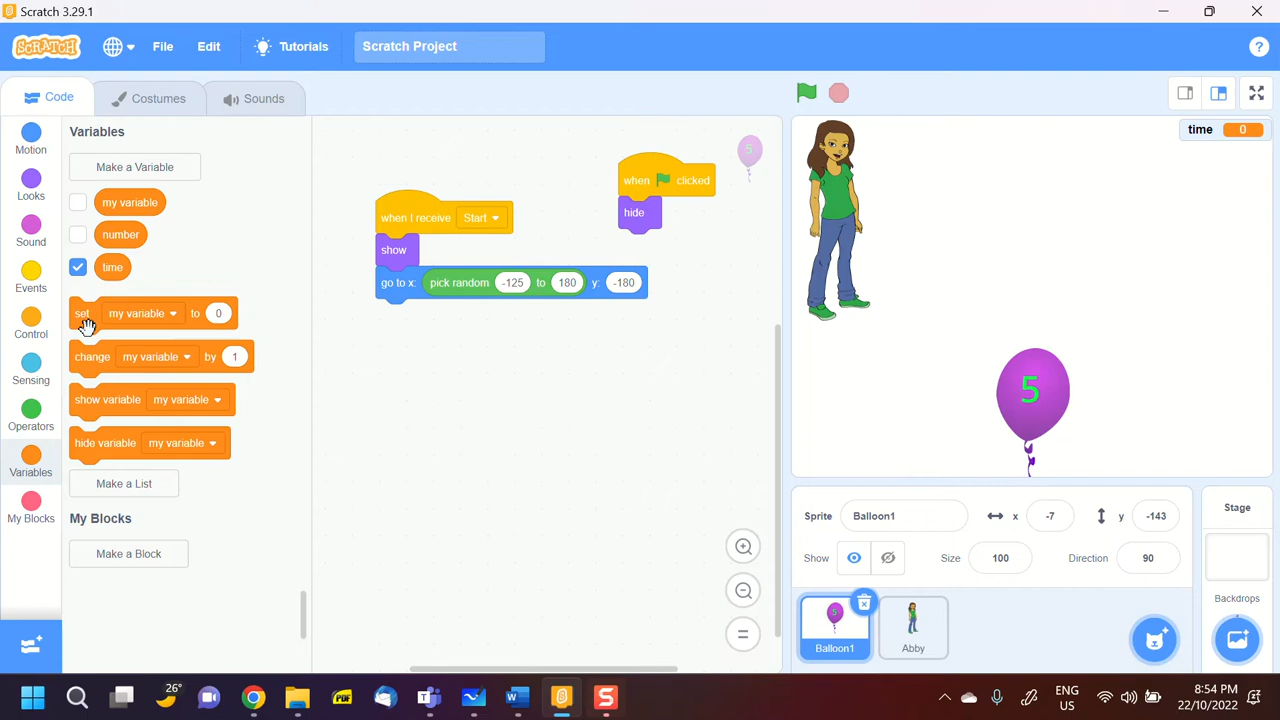 Scratch 3.29.1
SCRATCH File Edit Tutorials Scratch Project ?
Code Costumes Sounds
Motion
Looks
Sound
Events
Control
Sensing
Operators
Variables
My Blocks
Variables
Make a Variable
my variable
number
time
set my variable to 0
change my variable by 1
show variable my variable
hide variable my variable
Make a List
My Blocks
Make a Block
when I receive Start
show
go to x: pick random -125 to 180 y: -180
when clicked
hide
5
time 0
5
Sprite Balloon1 x -7 y -143
Show Size 100 Direction 90
5
Balloon1
Abby
Stage
Backdrops
26°
PDF
ENG
US
8:54 PM
22/10/2022